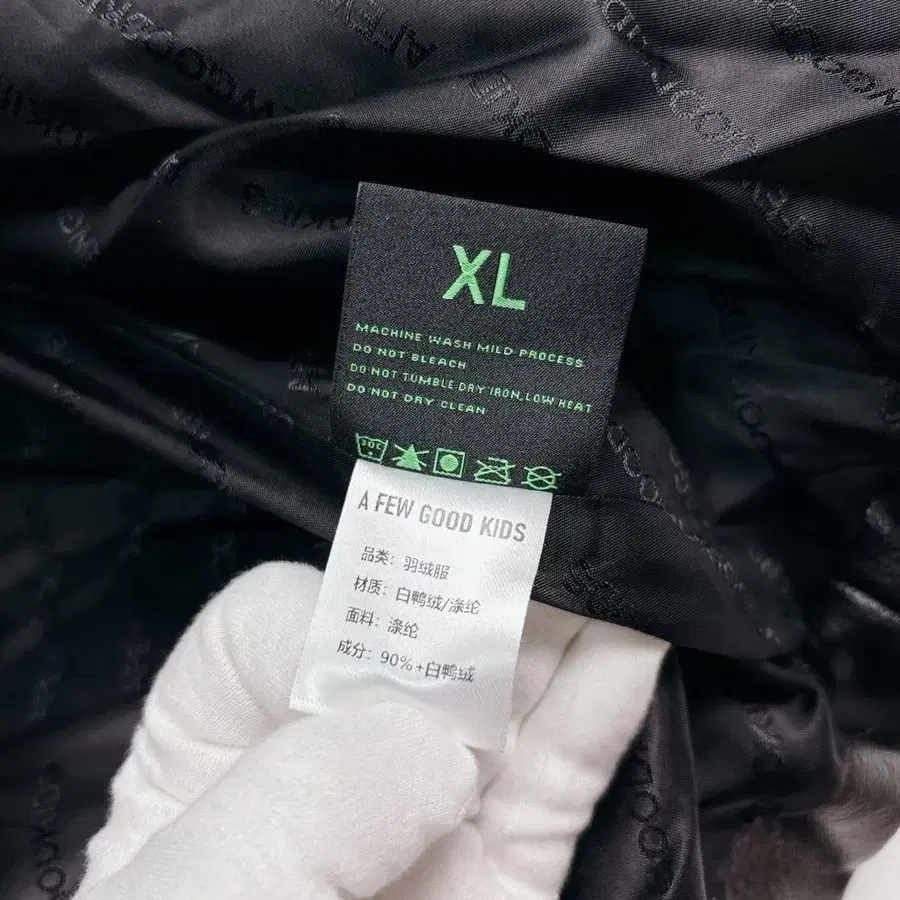 XL
MACHINE WASH MILD PROCESS
DO NOT BLEACH
DO NOT TUMBLE DRY IRON, LOW HEAT
DO NOT DRY CLEAN
30C
A FEW GOOD KIDS
品类：羽绒服
材质：白鸭绒/涤纶
面料：涤纶
成分：90%+白鸭绒